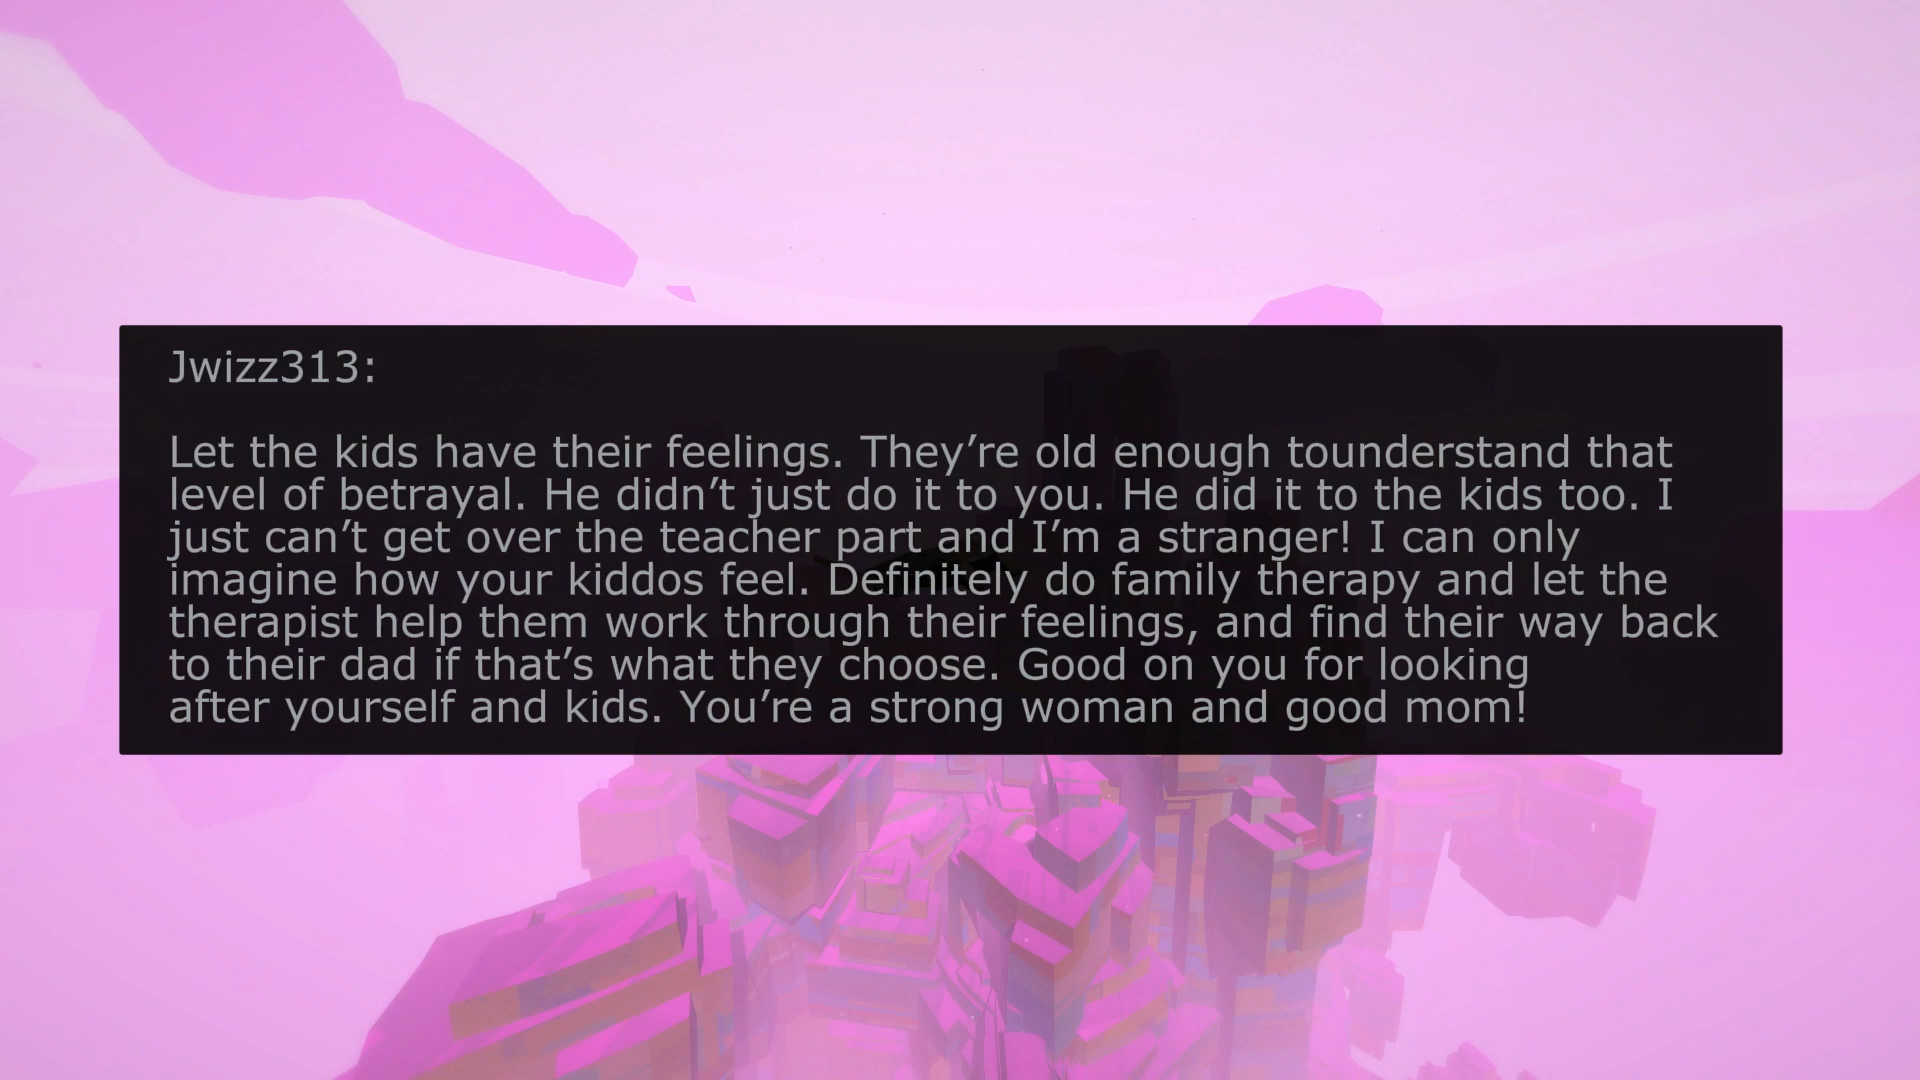 Jwizz313:
Let the kids have their feelings. They’re old enough tounderstand that
level of betrayal. He didn’t just do it to you. He did it to the kids too. I
just can’t get over the teacher part and I’m a stranger! I can only
imagine how your kiddos feel. Definitely do family therapy and let the
therapist help them work through their feelings, and find their way back
to their dad if that’s what they choose. Good on you for looking
after yourself and kids. You’re a strong woman and good mom!